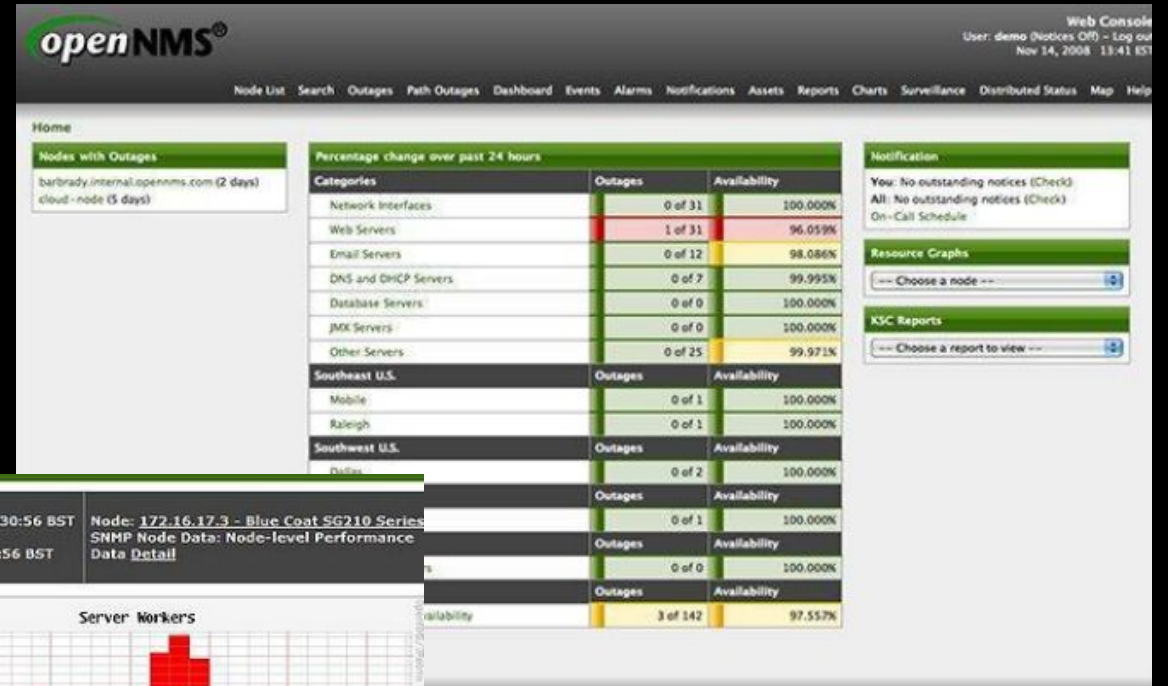 openNMS®
Web Console
User: demo (Notices Off) - Log out
Nov 14, 2008 13:41 EST
Node List Search Outages Path Outages Dashboard Events Alarms Notifications Assets Reports Charts Surveillance Distributed Status Map Help
Home
Nodes with Outages
barbrady.internal.opennms.com (2 days)
cloud-node (5 days)
Percentage change over past 24 hours
Categories Outages Availability
Network Interfaces 0 of 31 100.000%
Web Servers 1 of 31 96.059%
Email Servers 0 of 12 98.086%
DNS and DHCP Servers 0 of 7 99.995%
Database Servers 0 of 0 100.000%
JMX Servers 0 of 0 100.000%
Other Servers 0 of 25 99.971%
Southeast U.S. Outages Availability
Mobile 0 of 1 100.000%
Raleigh 0 of 1 100.000%
Southwest U.S. Outages Availability
Dallas 0 of 2 100.000%
Outages Availability
0 of 1 100.000%
Outages Availability
0 of 0 100.000%
Outages Availability
3 of 142 97.557%
Notification
You: No outstanding notices (Check)
All: No outstanding notices (Check)
On-Call Schedule
Resource Graphs
-- Choose a node --
KSC Reports
-- Choose a report to view --
30:56 BST
:56 BST
Node: 172.16.17.3 - Blue Coat SG210 Series
SNMP Node Data: Node-level Performance
Data Detail
Server Workers